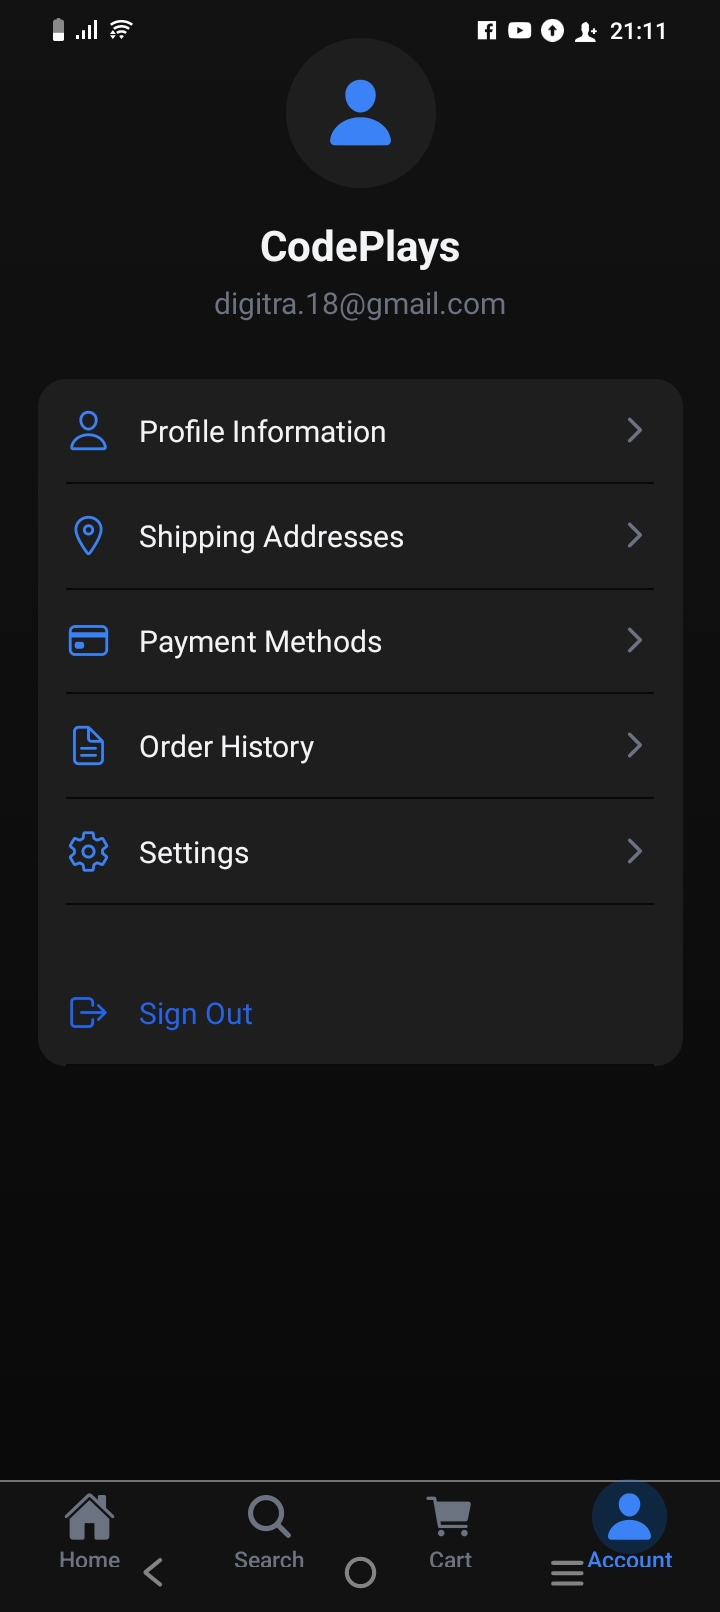 21:11
CodePlays
digitra.18@gmail.com
Profile Information
Shipping Addresses
Payment Methods
Order History
Settings
Sign Out
Home
Search
Cart
Account